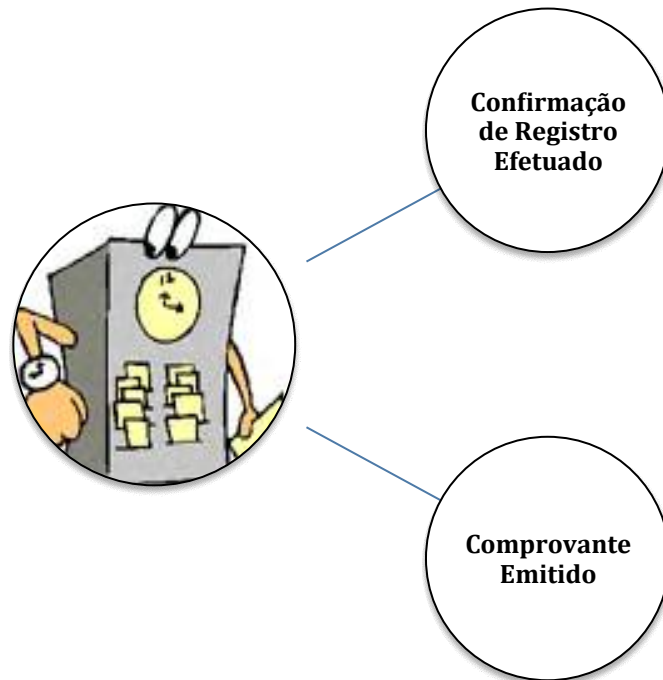 Confirmação
de Registro
Efetuado
Comprovante
Emitido